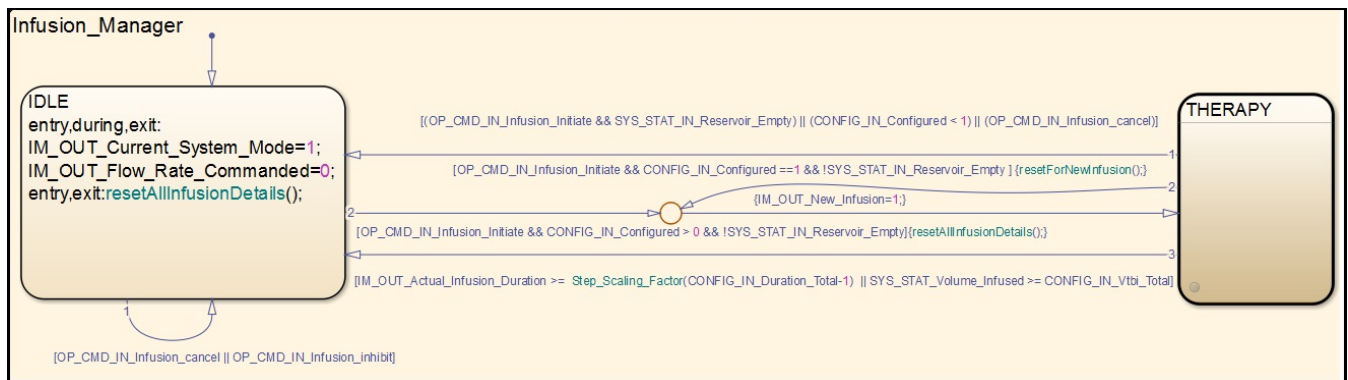 Infusion_Manager
IDLE
entry,during,exit:
IM_OUT_Current_System_Mode=1;
IM_OUT_Flow_Rate_Commanded=0;
entry,exit:resetAllInfusionDetails();
THERAPY
[(OP_CMD_IN_Infusion_Initiate && SYS_STAT_IN_Reservoir_Empty) || (CONFIG_IN_Configured < 1) || (OP_CMD_IN_Infusion_cancel)]
1
[OP_CMD_IN_Infusion_Initiate && CONFIG_IN_Configured ==1 && !SYS_STAT_IN_Reservoir_Empty ] {resetForNewInfusion();}
2
{IM_OUT_New_Infusion=1;}
2
[OP_CMD_IN_Infusion_Initiate && CONFIG_IN_Configured > 0 && !SYS_STAT_IN_Reservoir_Empty]{resetAllInfusionDetails();}
3
[IM_OUT_Actual_Infusion_Duration >= Step_Scaling_Factor(CONFIG_IN_Duration_Total-1) || SYS_STAT_Volume_Infused >= CONFIG_IN_Vtbi_Total]
1
[OP_CMD_IN_Infusion_cancel || OP_CMD_IN_Infusion_inhibit]